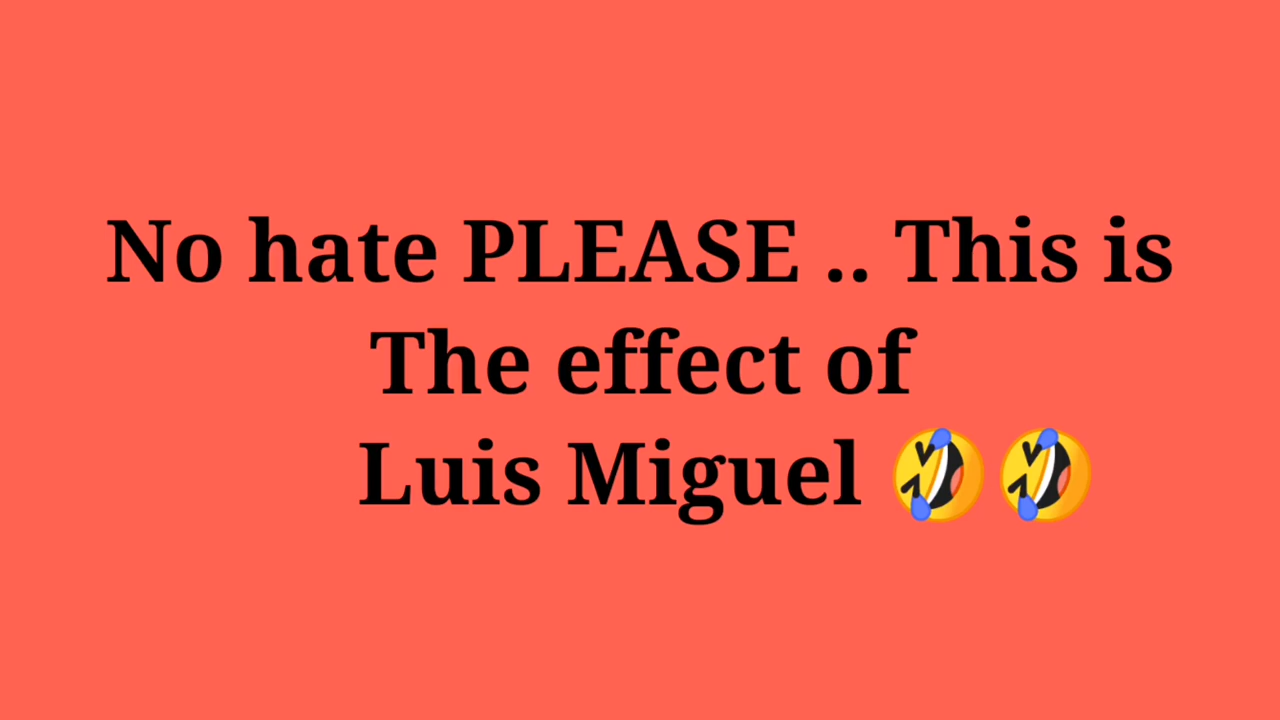 No hate PLEASE .. This is
The effect of
Luis Miguel 🤣🤣